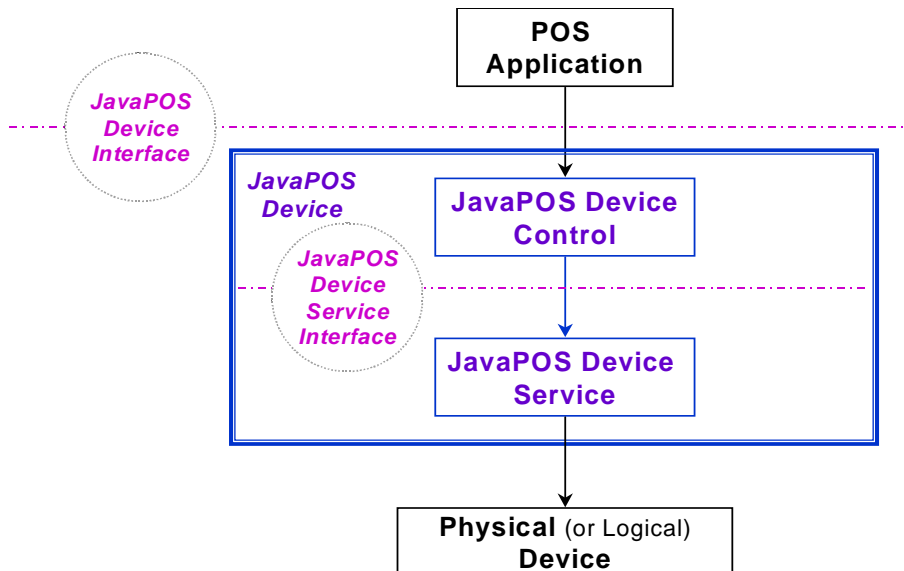 POS
Application
JavaPOS
Device
Interface
JavaPOS
Device
JavaPOS Device
Control
JavaPOS
Device
Service
Interface
JavaPOS Device
Service
Physical (or Logical)
Device